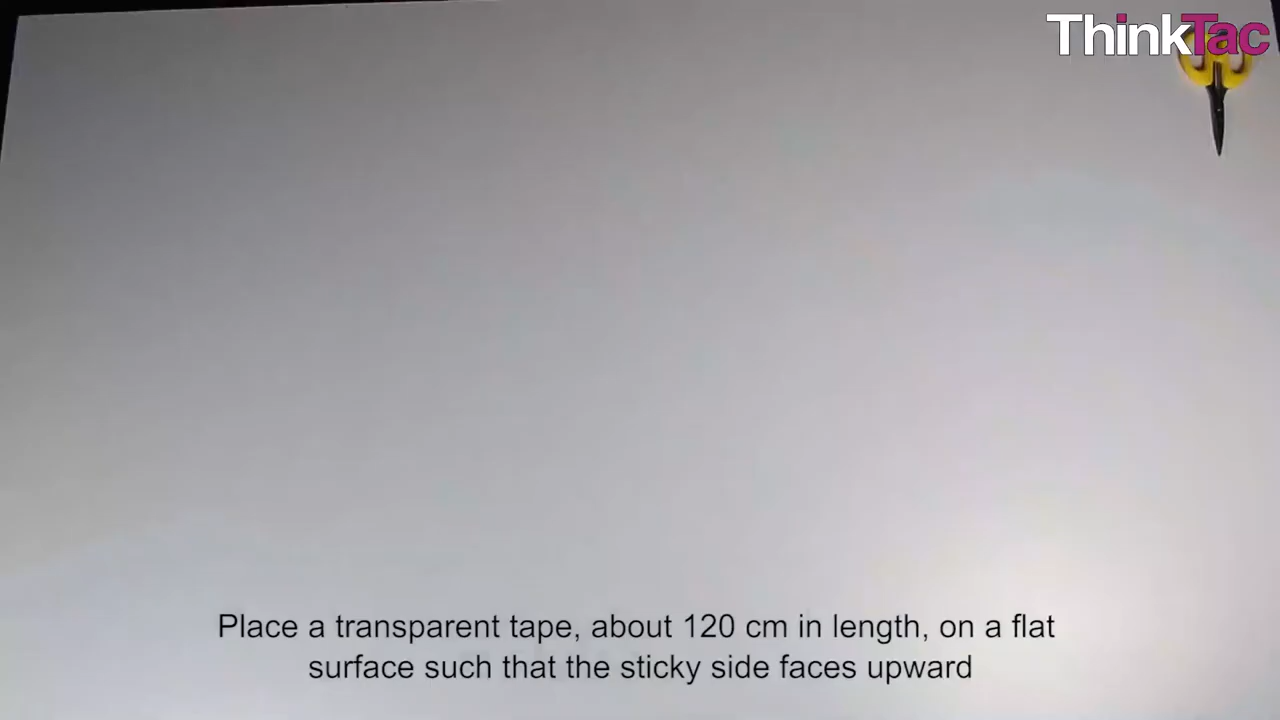 ThinkTac
Place a transparent tape, about 120 cm in length, on a flat
surface such that the sticky side faces upward